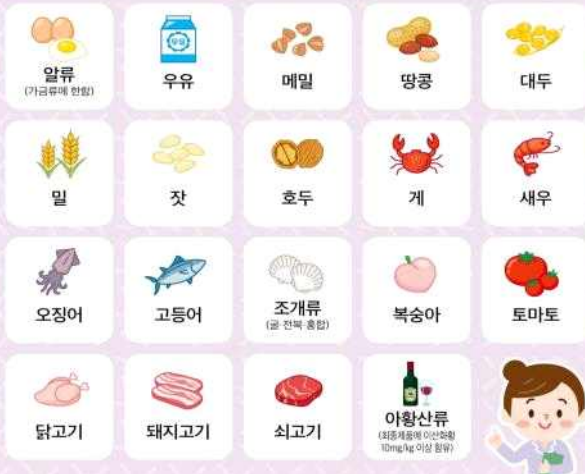 알류
(가금류에 한함)
우유
우유
메밀
땅콩
대두
밀
잣
호두
게
새우
오징어
고등어
조개류
(굴·전복·홍합)
복숭아
토마토
닭고기
돼지고기
쇠고기
아황산류
(최종제품에 이산화황
10mg/kg 이상 함유)